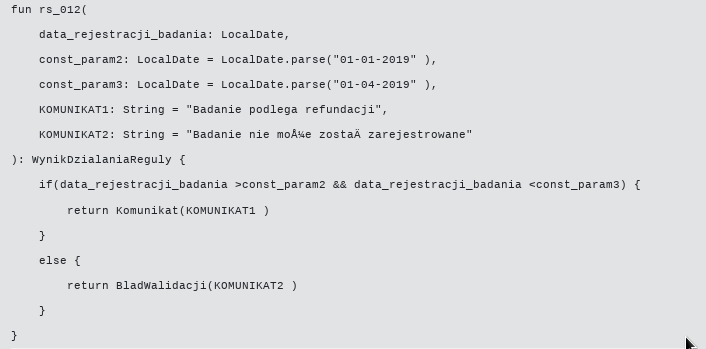 fun rs_012(
data_rejestracji_badania: LocalDate,
const_param2: LocalDate = LocalDate.parse("01-01-2019" ),
const_param3: LocalDate = LocalDate.parse("01-04-2019" ),
KOMUNIKAT1: String = "Badanie podlega refundacji",
KOMUNIKAT2: String = "Badanie nie moÅ¼e zostaÄ zarejestrowane"
): WynikDzialaniaReguly {
if(data_rejestracji_badania >const_param2 && data_rejestracji_badania <const_param3) {
return Komunikat(KOMUNIKAT1 )
}
else {
return BladWalidacji(KOMUNIKAT2 )
}
}